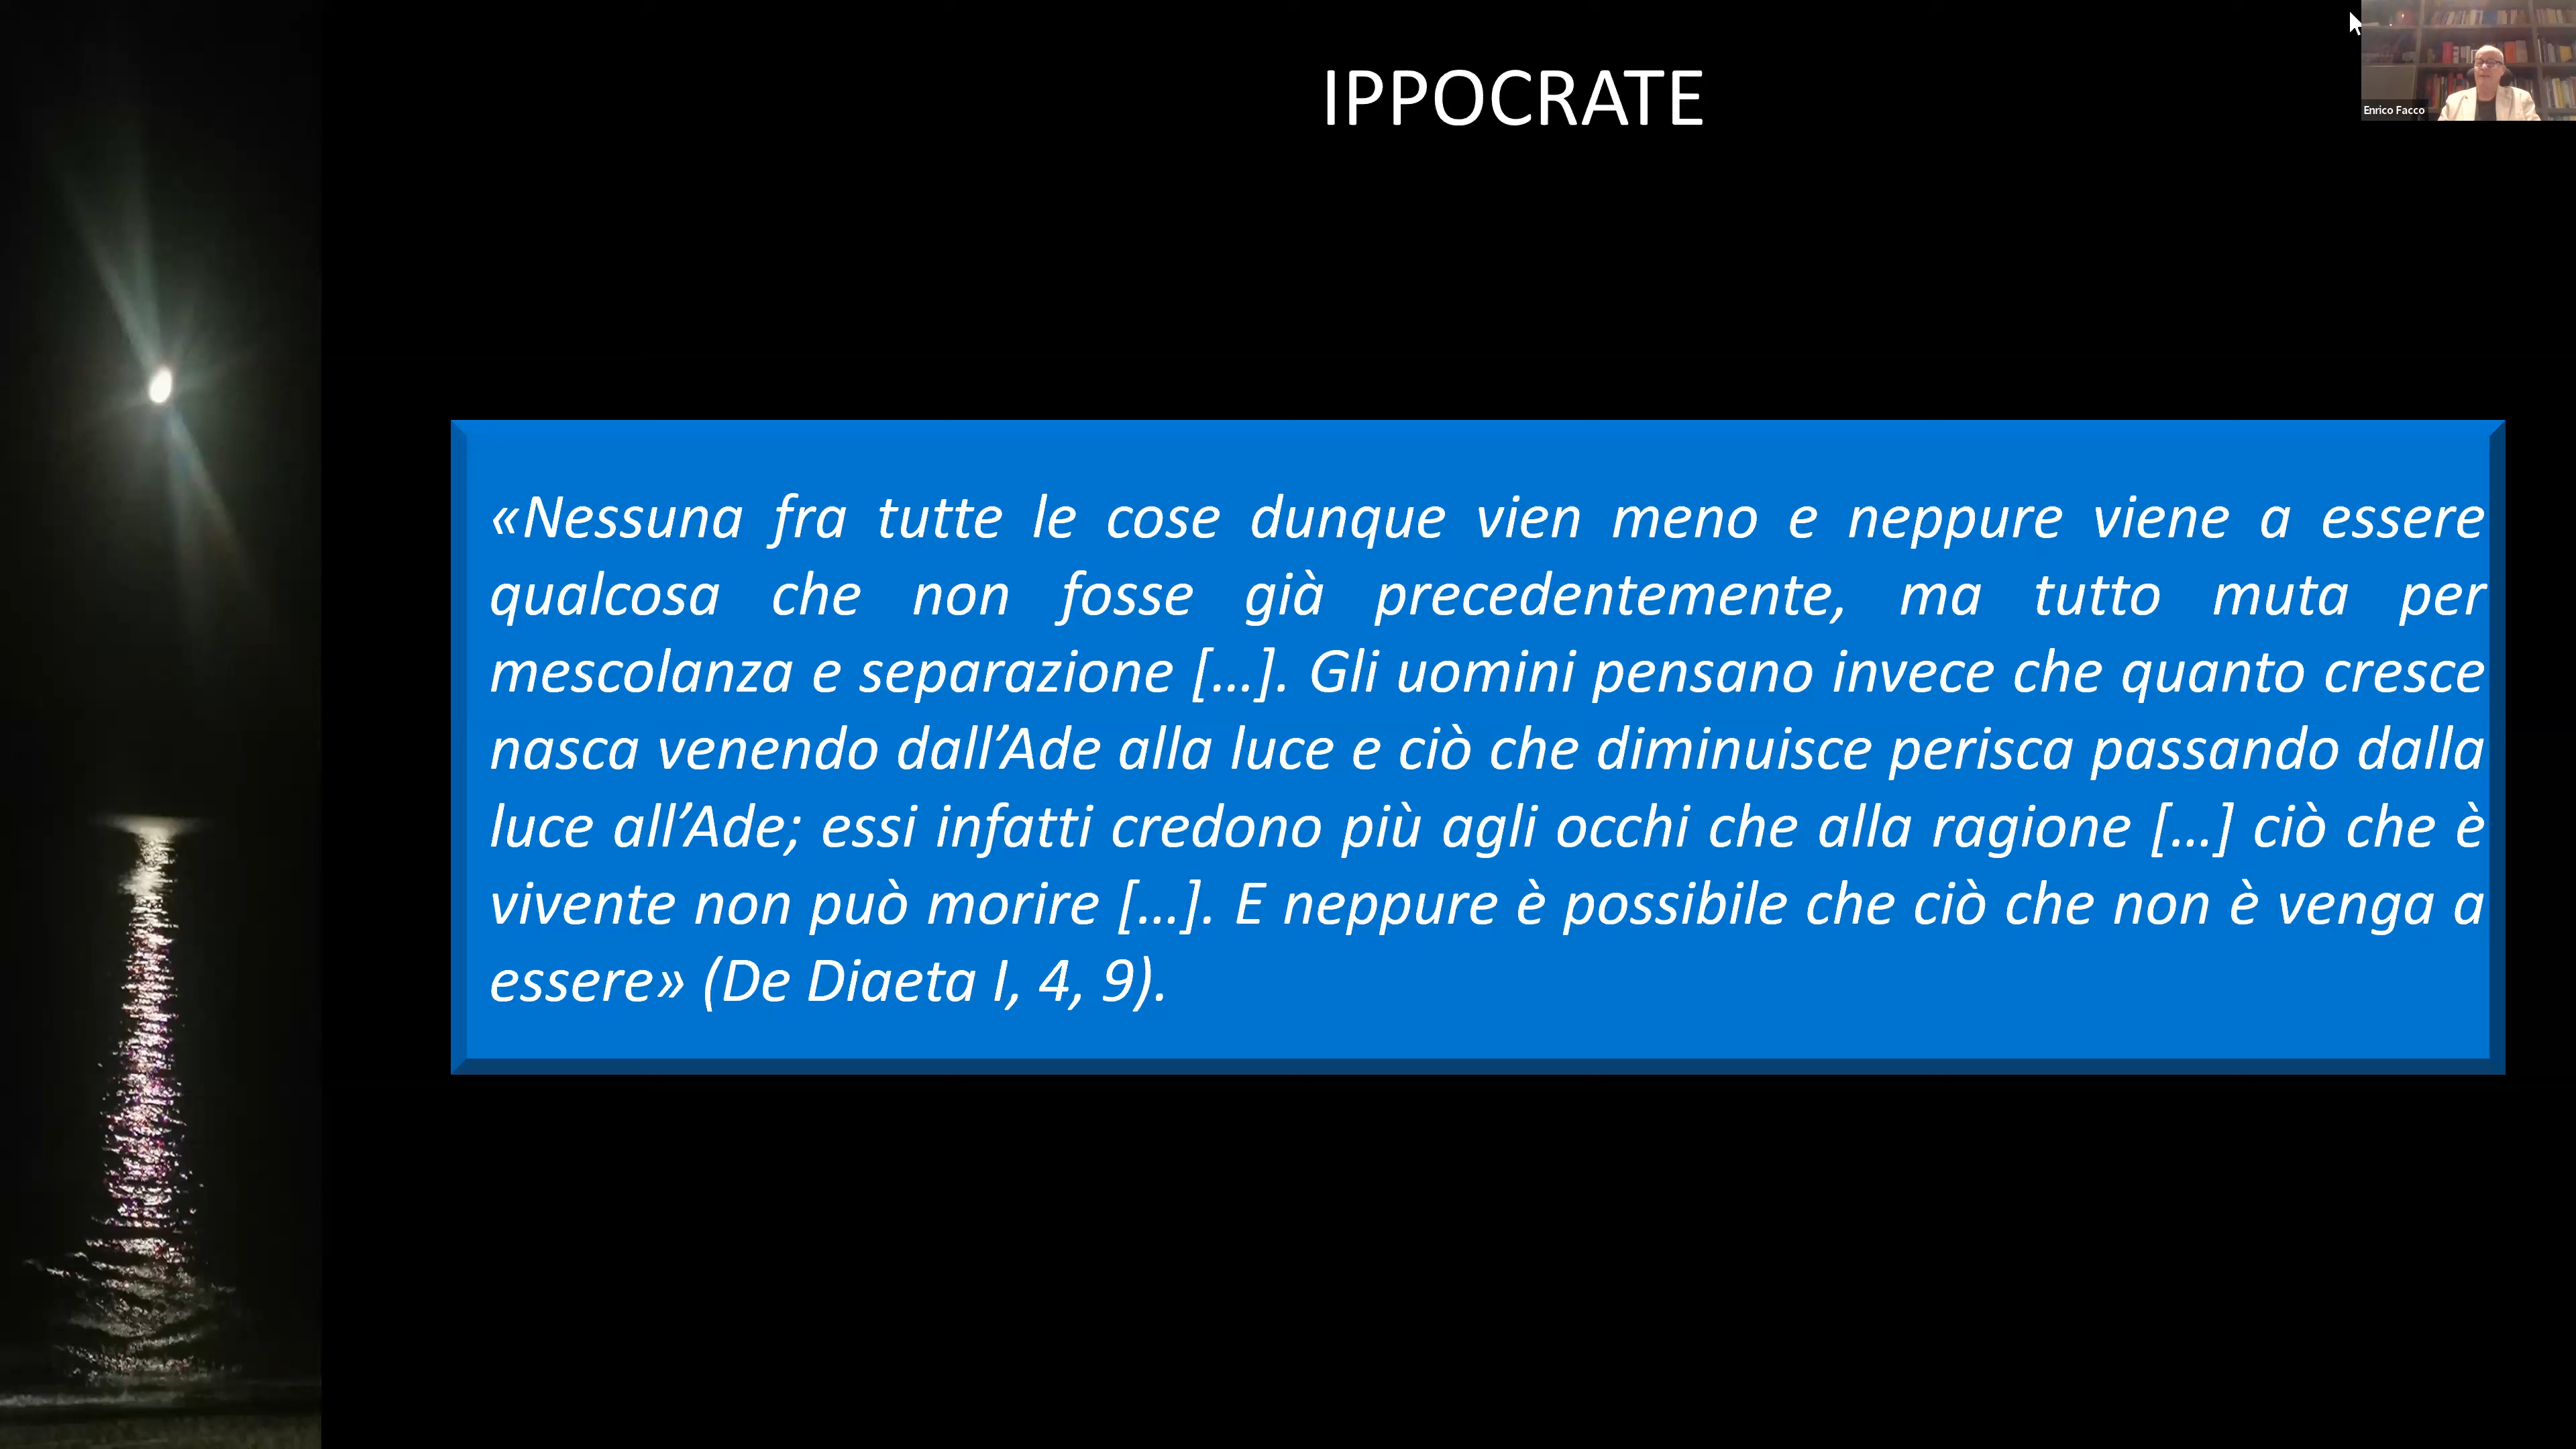 IPPOCRATE
Enrico Facco
«Nessuna fra tutte le cose dunque vien meno e neppure viene a essere
qualcosa che non fosse già precedentemente, ma tutto muta per
mescolanza e separazione […]. Gli uomini pensano invece che quanto cresce
nasca venendo dall’Ade alla luce e ciò che diminuisce perisca passando dalla
luce all’Ade; essi infatti credono più agli occhi che alla ragione […] ciò che è
vivente non può morire […]. E neppure è possibile che ciò che non è venga a
essere» (De Diaeta I, 4, 9).